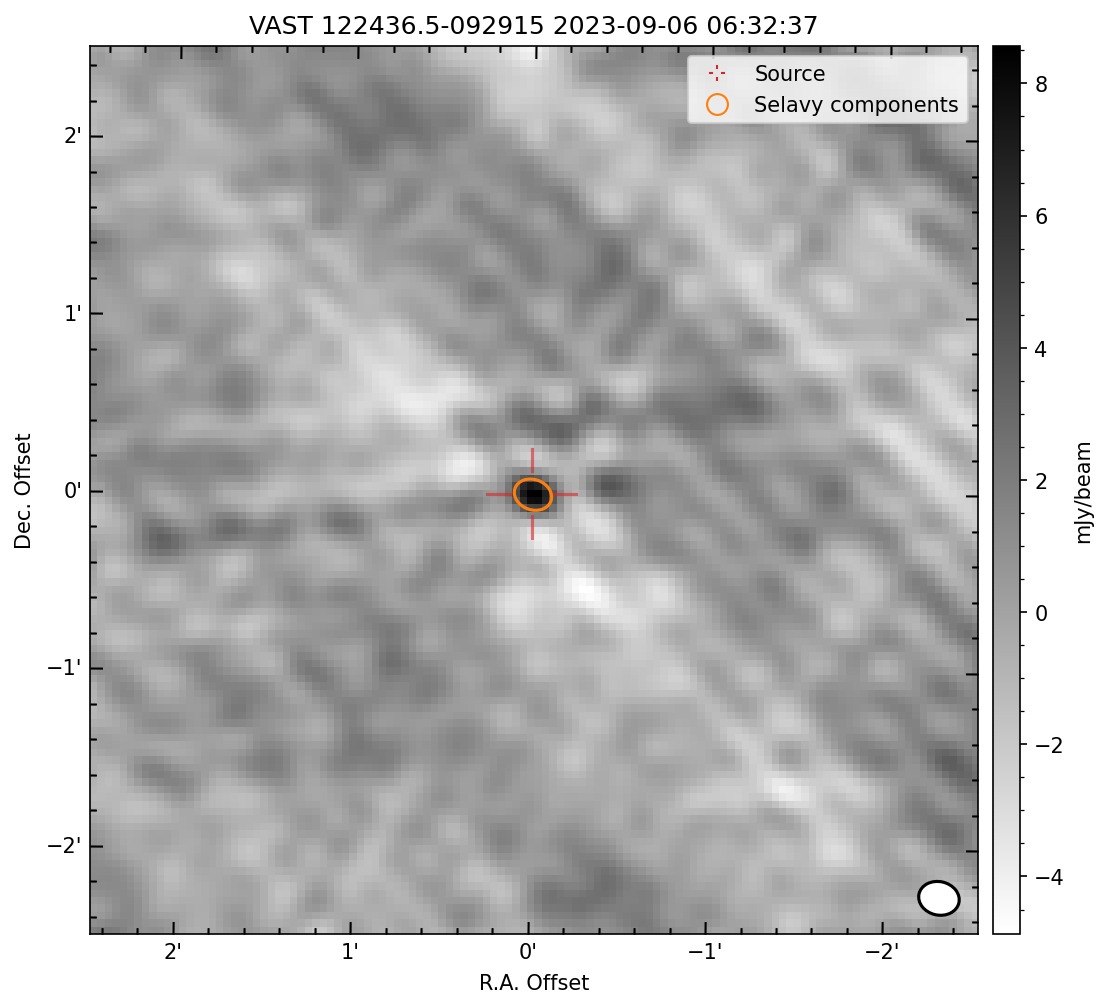 VAST 122436.5-092915 2023-09-06 06:32:37
Source
Selavy components
2'
1'
0'
−1'
−2'
Dec. Offset
2'
1'
0'
−1'
−2'
R.A. Offset
8
6
4
2
0
−2
−4
mJy/beam